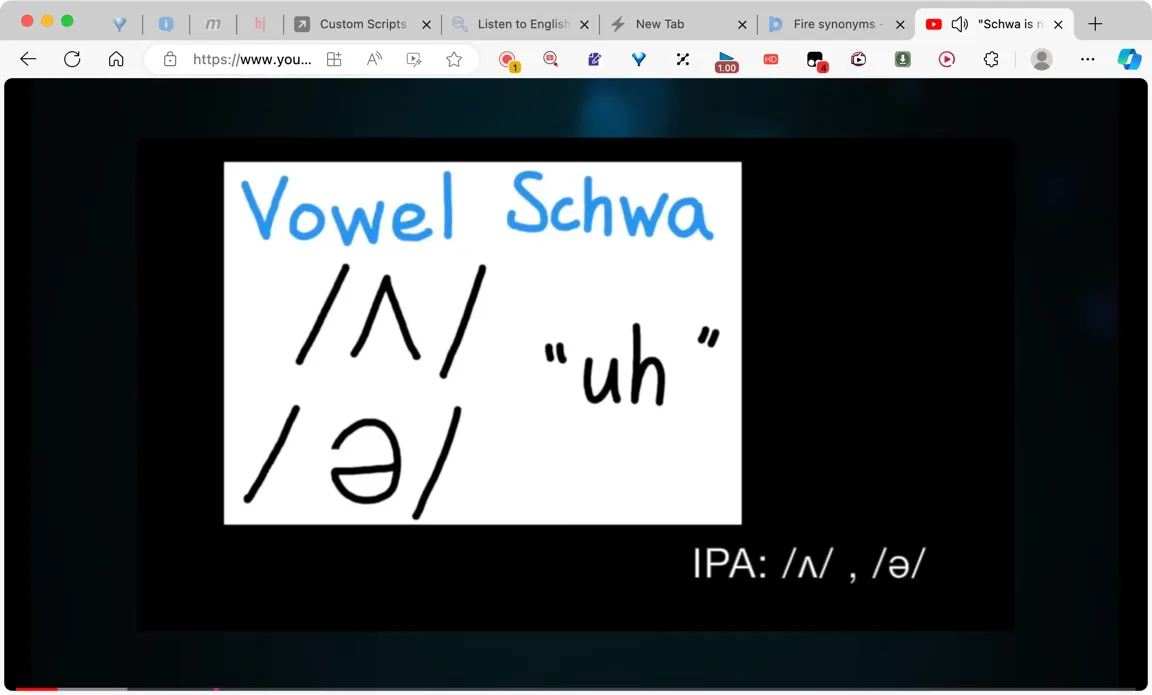 m
hj
Custom Scripts
Listen to English
New Tab
Fire synonyms -
"Schwa is n
https://www.you...
1
1.00
HD
4
Vowel Schwa
/ʌ/
"uh"
/ə/
IPA: /ʌ/ , /ə/